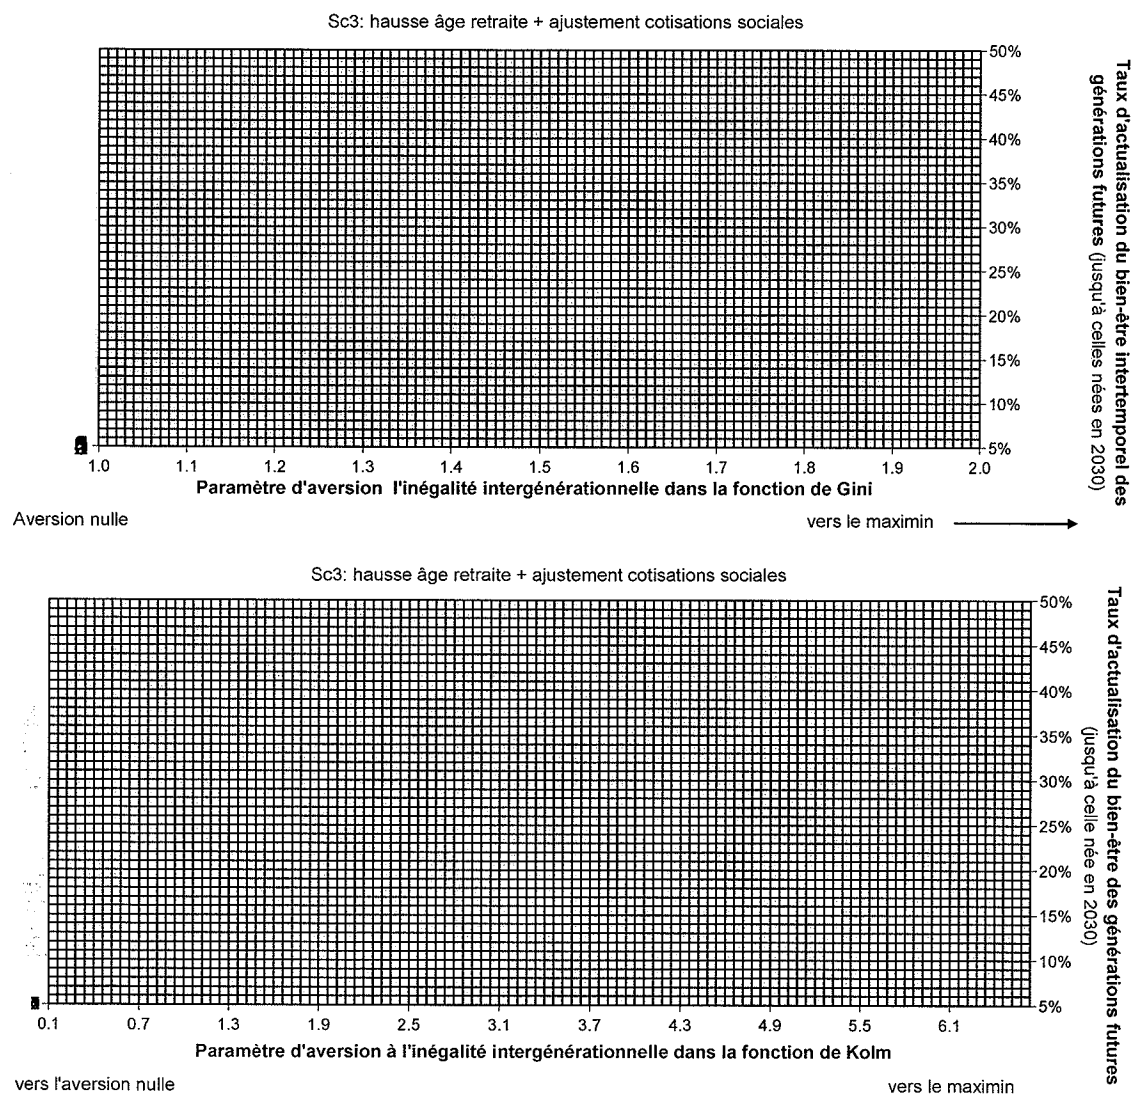 Sc3: hausse âge retraite + ajustement cotisations sociales
50%
45%
40%
35%
30%
25%
20%
15%
10%
5%
Taux d'actualisation du bien-être intertemporel des
générations futures (jusqu'à celles nées en 2030)
1.0 1.1 1.2 1.3 1.4 1.5 1.6 1.7 1.8 1.9 2.0
Paramètre d'aversion l'inégalité intergénérationnelle dans la fonction de Gini
Aversion nulle vers le maximin
Sc3: hausse âge retraite + ajustement cotisations sociales
50%
45%
40%
35%
30%
25%
20%
15%
10%
5%
Taux d'actualisation du bien-être des générations futures
(jusqu'à celle née en 2030)
0.1 0.7 1.3 1.9 2.5 3.1 3.7 4.3 4.9 5.5 6.1
Paramètre d'aversion à l'inégalité intergénérationnelle dans la fonction de Kolm
vers l'aversion nulle vers le maximin